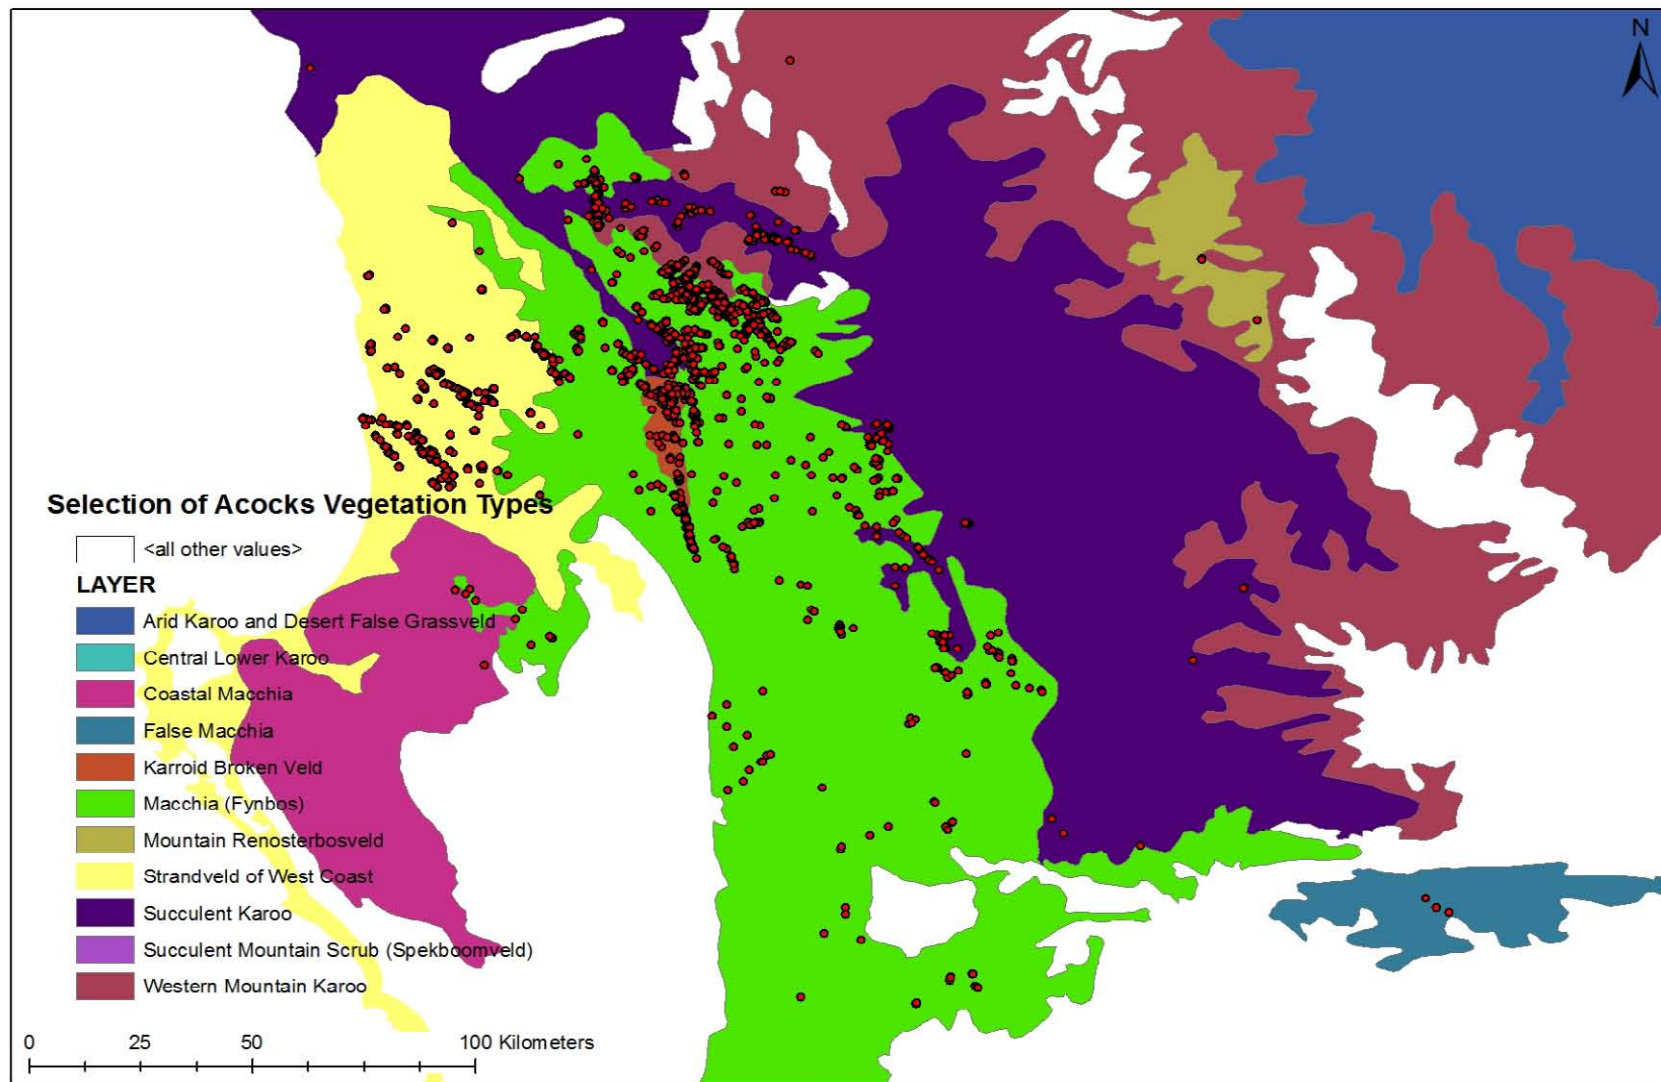 N
Selection of Acocks Vegetation Types
<all other values>
LAYER
Arid Karoo and Desert False Grassveld
Central Lower Karoo
Coastal Macchia
False Macchia
Karroid Broken Veld
Macchia (Fynbos)
Mountain Renosterbosveld
Strandveld of West Coast
Succulent Karoo
Succulent Mountain Scrub (Spekboomveld)
Western Mountain Karoo
0 25 50 100 Kilometers